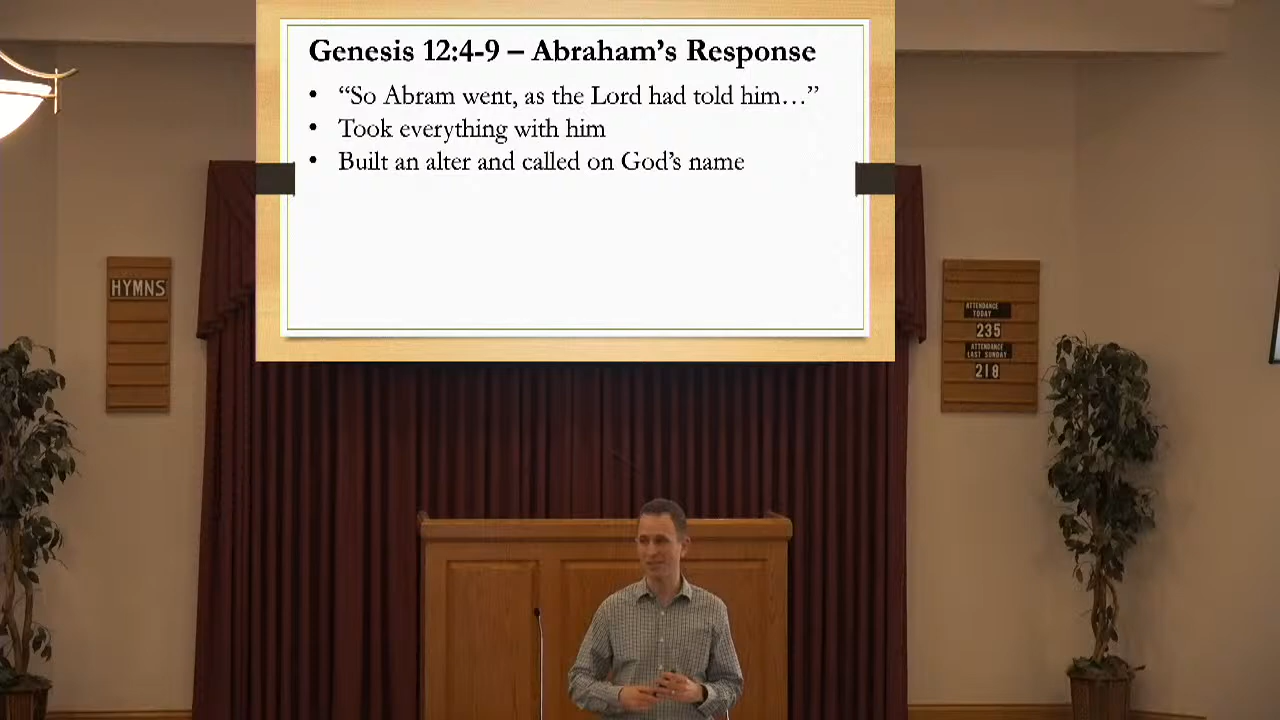 Genesis 12:4-9 – Abraham’s Response
• “So Abram went, as the Lord had told him…”
• Took everything with him
• Built an alter and called on God’s name
HYMNS
ATTENDANCE
TODAY
235
ATTENDANCE
LAST SUNDAY
218